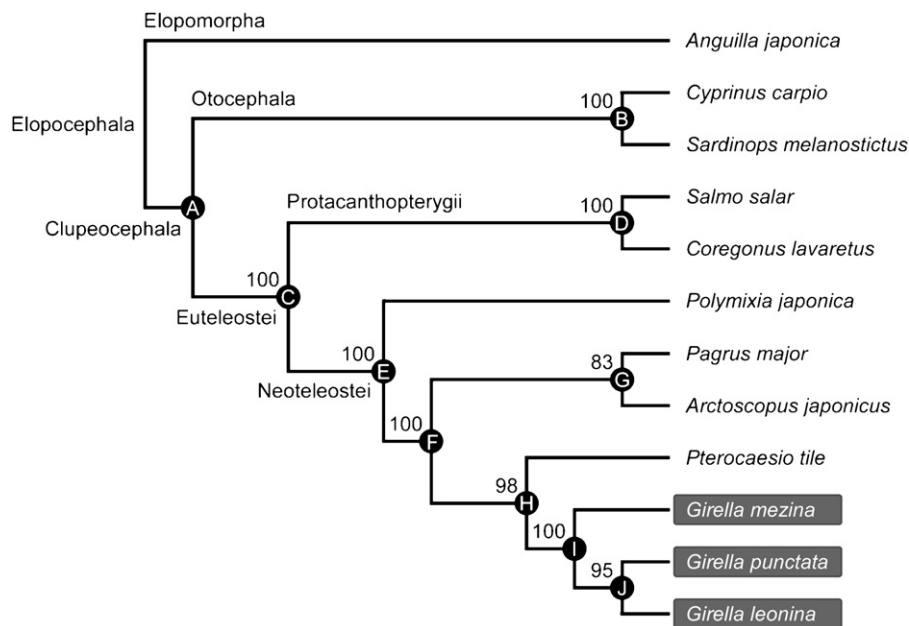 Elopomorpha
Anguilla japonica
Cyprinus carpio
100
Otocephala
B
Elopocephala
Sardinops melanostictus
Salmo salar
Protacanthopterygii
100
A
D
Clupeocephala
Coregonus lavaretus
100
C
Polymixia japonica
Euteleostei
100
Pagrus major
83
E
G
Neoteleostei
Arctoscopus japonicus
100
F
Pterocaesio tile
98
H
Girella mezina
100
I
Girella punctata
95
J
Girella leonina